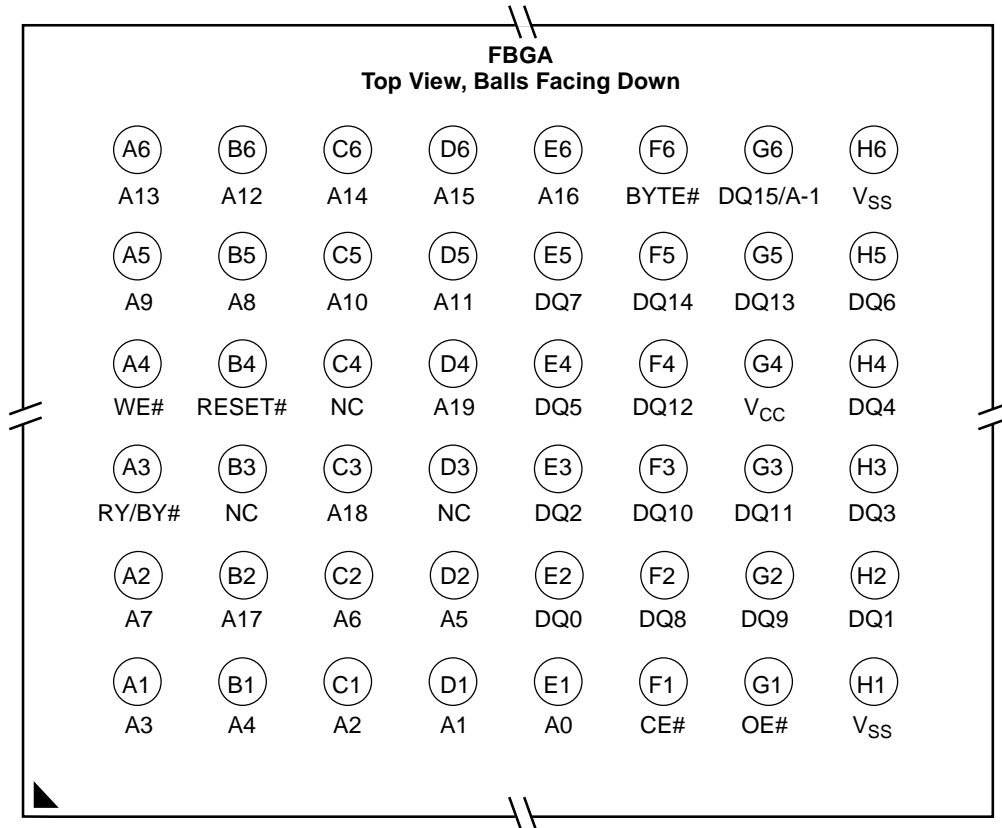 FBGA
Top View, Balls Facing Down
A6 B6 C6 D6 E6 F6 G6 H6
A13 A12 A14 A15 A16 BYTE# DQ15/A-1 VSS
A5 B5 C5 D5 E5 F5 G5 H5
A9 A8 A10 A11 DQ7 DQ14 DQ13 DQ6
A4 B4 C4 D4 E4 F4 G4 H4
WE# RESET# NC A19 DQ5 DQ12 VCC DQ4
A3 B3 C3 D3 E3 F3 G3 H3
RY/BY# NC A18 NC DQ2 DQ10 DQ11 DQ3
A2 B2 C2 D2 E2 F2 G2 H2
A7 A17 A6 A5 DQ0 DQ8 DQ9 DQ1
A1 B1 C1 D1 E1 F1 G1 H1
A3 A4 A2 A1 A0 CE# OE# VSS